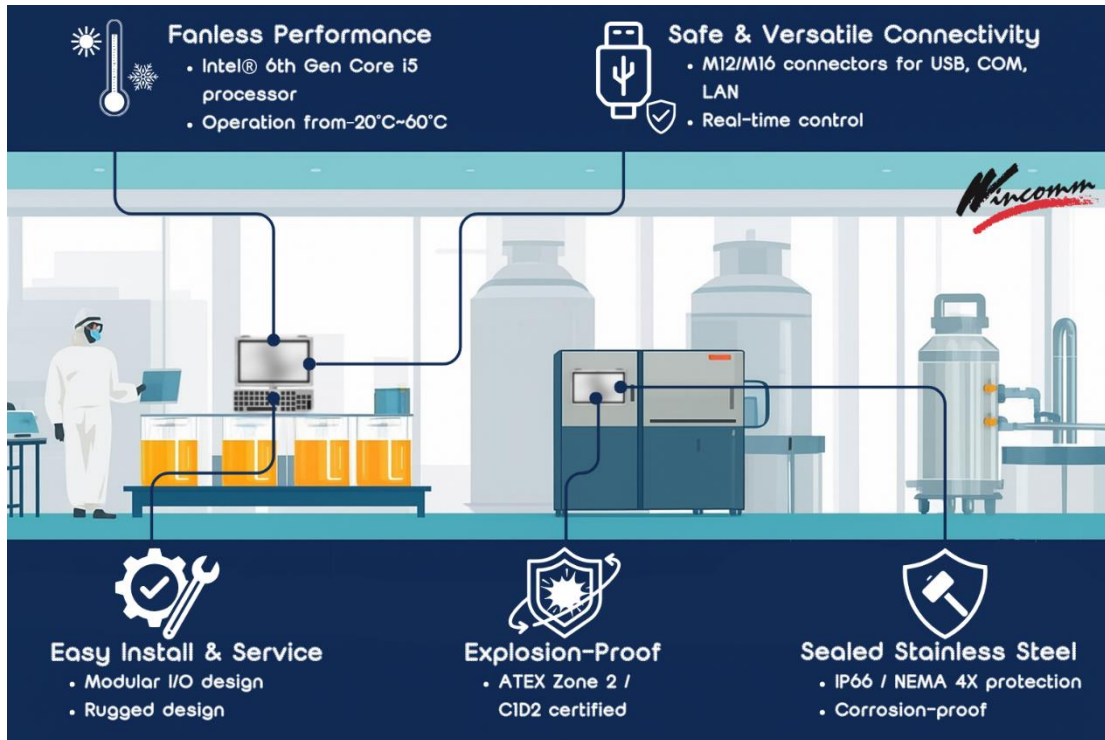 Fanless Performance
• Intel® 6th Gen Core i5
processor
• Operation from-20°C~60°C
Safe & Versatile Connectivity
• M12/M16 connectors for USB, COM,
LAN
• Real-time control
Wincomm
Easy Install & Service
• Modular I/O design
• Rugged design
Explosion-Proof
• ATEX Zone 2 /
C1D2 certified
Sealed Stainless Steel
• IP66 / NEMA 4X protection
• Corrosion-proof